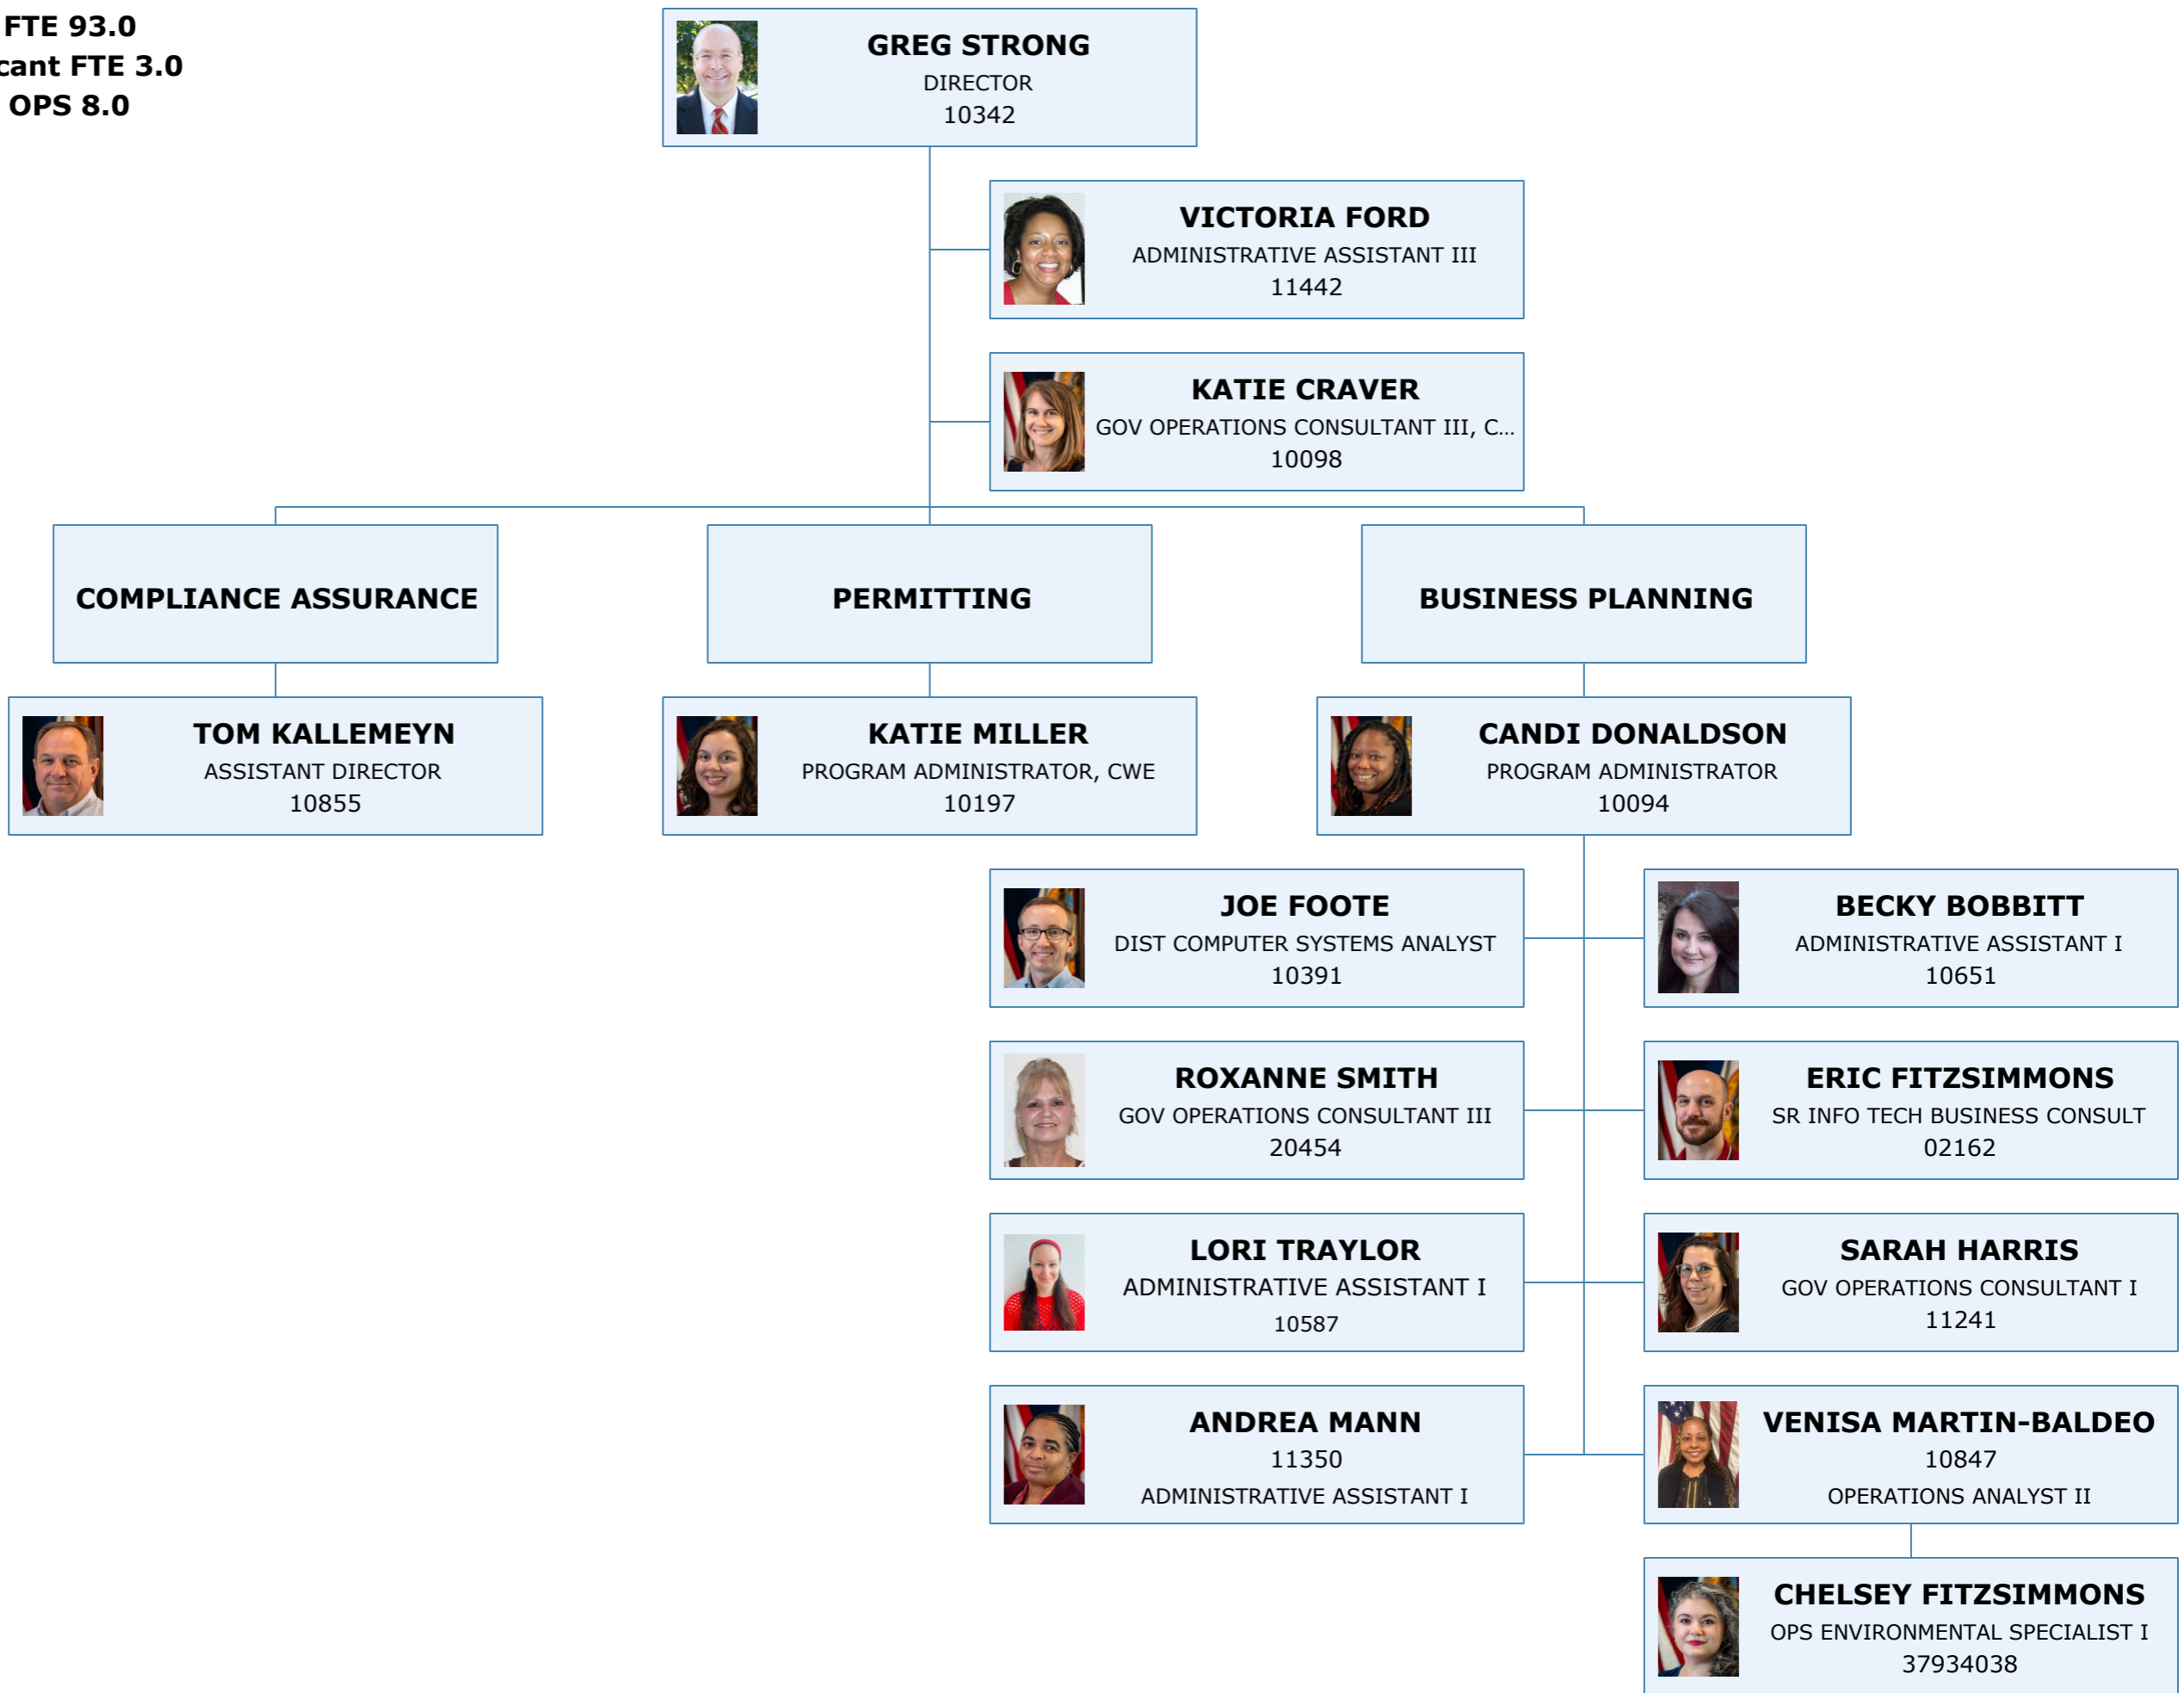 FTE 93.0
cant FTE 3.0
OPS 8.0
GREG STRONG
DIRECTOR
10342
VICTORIA FORD
ADMINISTRATIVE ASSISTANT III
11442
KATIE CRAVER
GOV OPERATIONS CONSULTANT III, C...
10098
COMPLIANCE ASSURANCE
PERMITTING
BUSINESS PLANNING
TOM KALLEMEYN
ASSISTANT DIRECTOR
10855
KATIE MILLER
PROGRAM ADMINISTRATOR, CWE
10197
CANDI DONALDSON
PROGRAM ADMINISTRATOR
10094
JOE FOOTE
DIST COMPUTER SYSTEMS ANALYST
10391
BECKY BOBBITT
ADMINISTRATIVE ASSISTANT I
10651
ROXANNE SMITH
GOV OPERATIONS CONSULTANT III
20454
ERIC FITZSIMMONS
SR INFO TECH BUSINESS CONSULT
02162
LORI TRAYLOR
ADMINISTRATIVE ASSISTANT I
10587
SARAH HARRIS
GOV OPERATIONS CONSULTANT I
11241
ANDREA MANN
11350
ADMINISTRATIVE ASSISTANT I
VENISA MARTIN-BALDEO
10847
OPERATIONS ANALYST II
CHELSEY FITZSIMMONS
OPS ENVIRONMENTAL SPECIALIST I
37934038